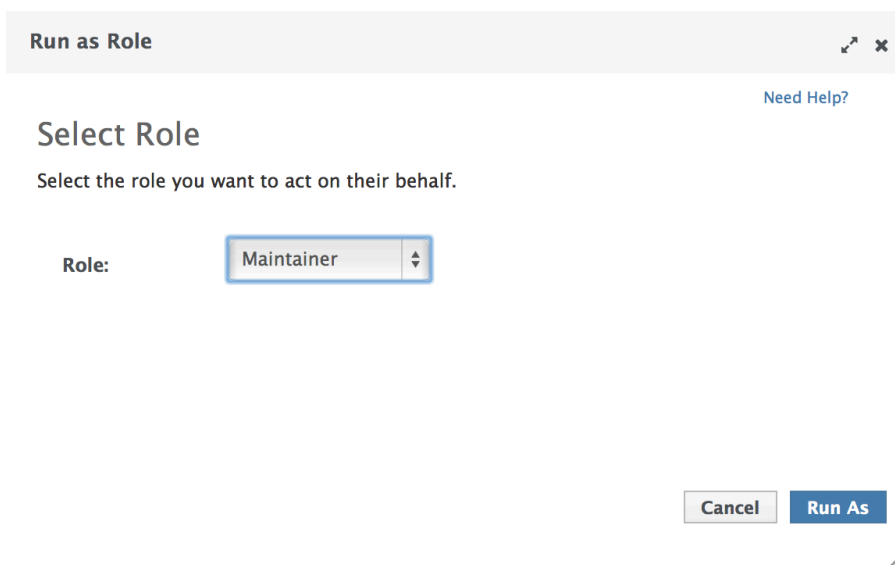 Run as Role
Need Help?
Select Role
Select the role you want to act on their behalf.
Role:
Maintainer
Cancel
Run As